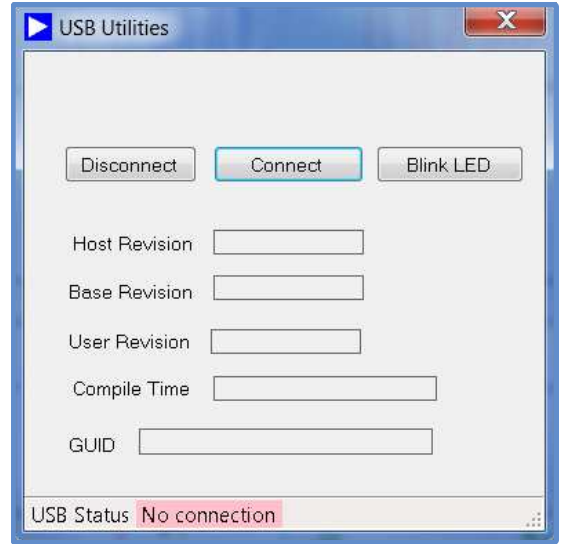 USB Utilities
Disconnect Connect Blink LED
Host Revision
Base Revision
User Revision
Compile Time
GUID
USB Status No connection